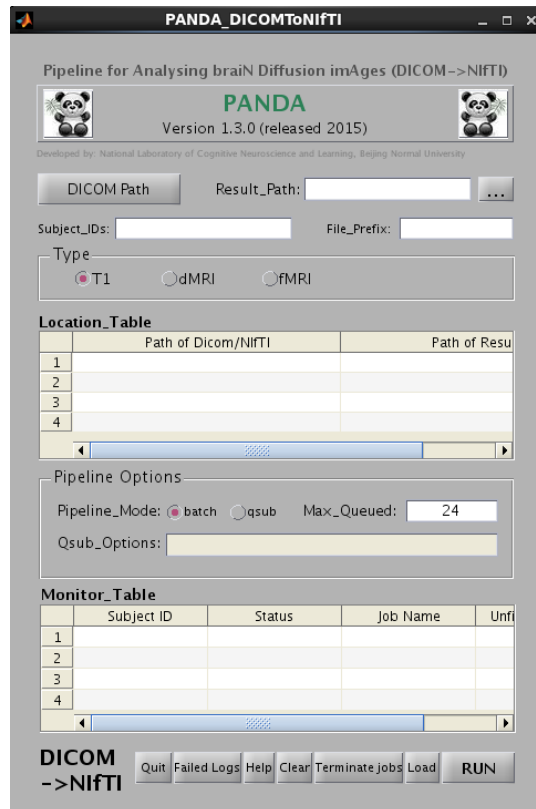 PANDA_DICOMToNIfTI
Pipeline for Analysing braiN Diffusion imAges (DICOM->NIfTI)
PANDA
Version 1.3.0 (released 2015)
Developed by: National Laboratory of Cognitive Neuroscience and Learning, Beijing Normal University
DICOM Path Result_Path: ...
Subject_IDs: File_Prefix:
Type
T1 dMRI fMRI
Location_Table
Path of Dicom/NIfTI Path of Resu
1
2
3
4
Pipeline Options
Pipeline_Mode: batch qsub Max_Queued: 24
Qsub_Options:
Monitor_Table
Subject ID Status Job Name Unfi
1
2
3
4
DICOM
->NIfTI
Quit Failed Logs Help Clear Terminate jobs Load RUN